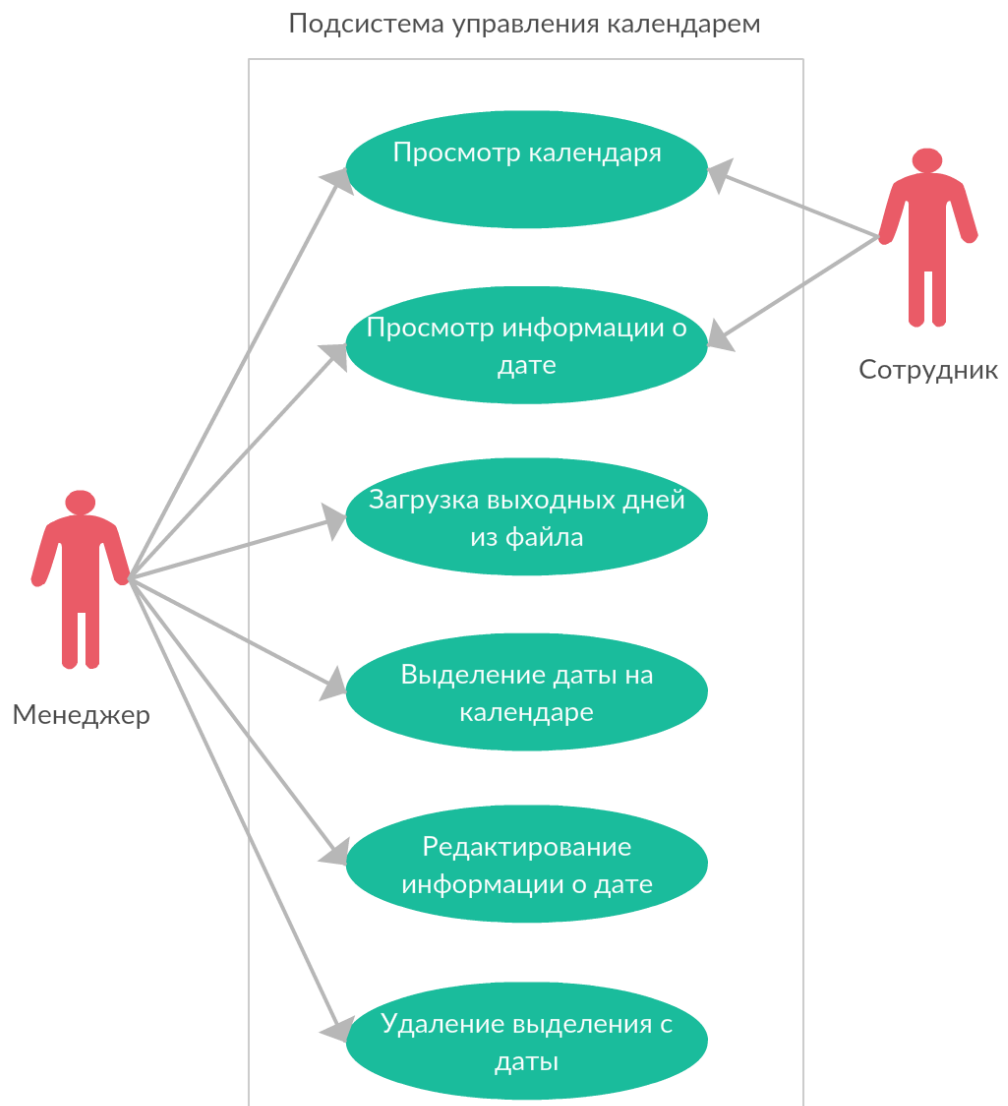 Подсистема управления календарем
Просмотр календаря
Просмотр информации о
дате
Сотрудник
Загрузка выходных дней
из файла
Выделение даты на
календаре
Менеджер
Редактирование
информации о дате
Удаление выделения с
даты